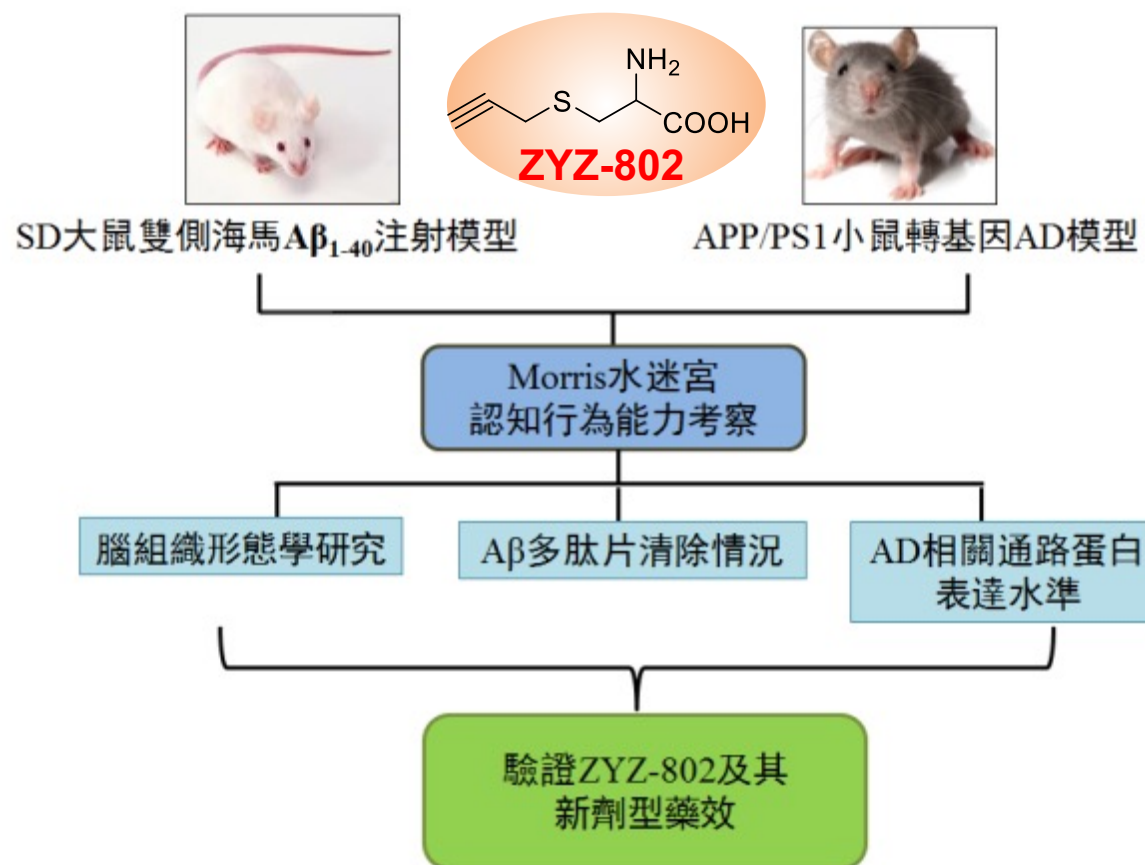 NH₂
S
COOH
ZYZ-802
SD大鼠雙側海馬Aβ₁₋₄₀注射模型
APP/PS1小鼠轉基因AD模型
Morris水迷宮
認知行為能力考察
腦組織形態學研究
Aβ多肽片清除情況
AD相關通路蛋白
表達水準
驗證ZYZ-802及其
新劑型藥效